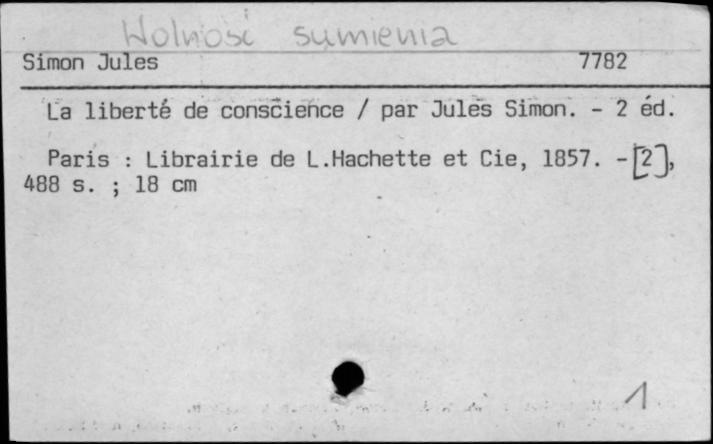 Wolność sumienia
Simon Jules 7782
La liberté de conscience / par Jules Simon. - 2 éd.
Paris : Librairie de L.Hachette et Cie, 1857. - [2],
488 s. ; 18 cm
1